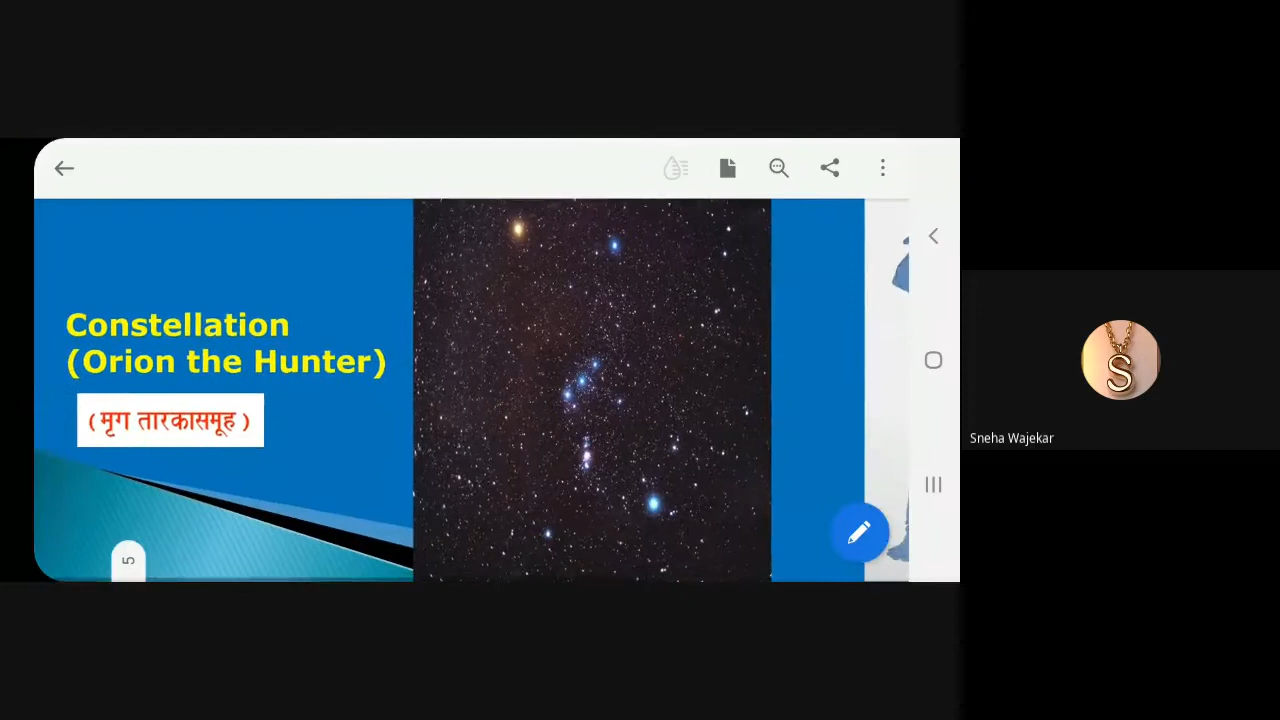 Constellation
(Orion the Hunter)
(मृग तारकासमूह)
5
S
Sneha Wajekar